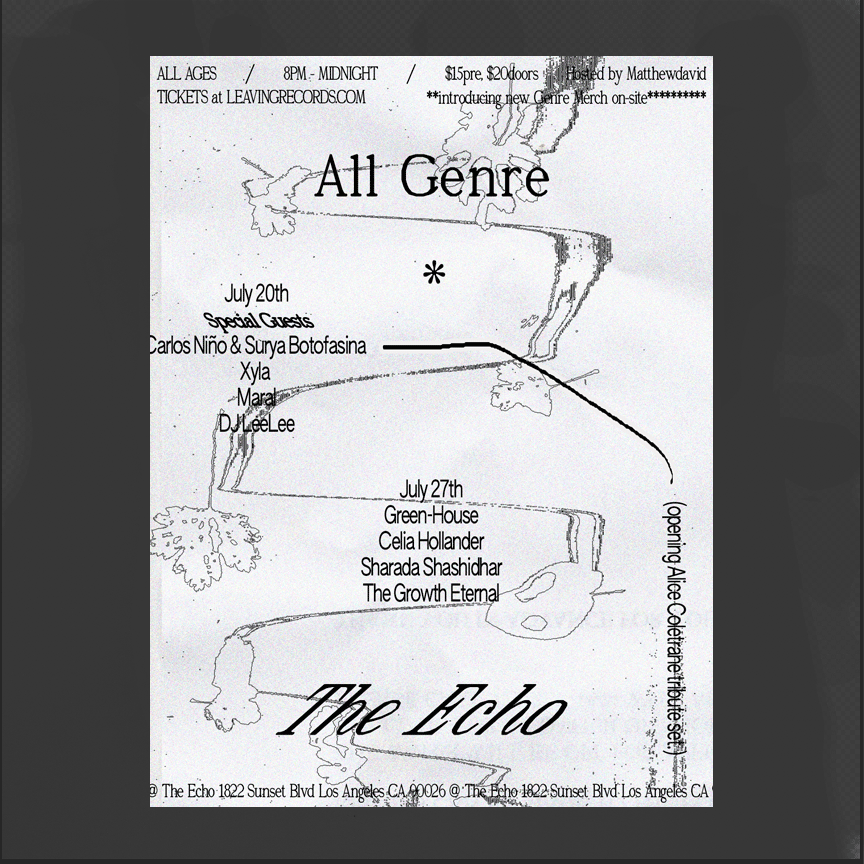 ALL AGES / 8PM - MIDNIGHT / $15pre, $20doors Hosted by Matthewdavid
TICKETS at LEAVINGRECORDS.COM **introducing new Genre Merch on-site**********
All Genre
*
July 20th
Special Guests
Carlos Niño & Surya Botofasina
Xyla
Maral
DJ LeeLee
(opening Alice Coletrane tribute set!)
July 27th
Green-House
Celia Hollander
Sharada Shashidhar
The Growth Eternal
The Echo
@ The Echo 1822 Sunset Blvd Los Angeles CA 90026 @ The Echo 1822 Sunset Blvd Los Angeles CA